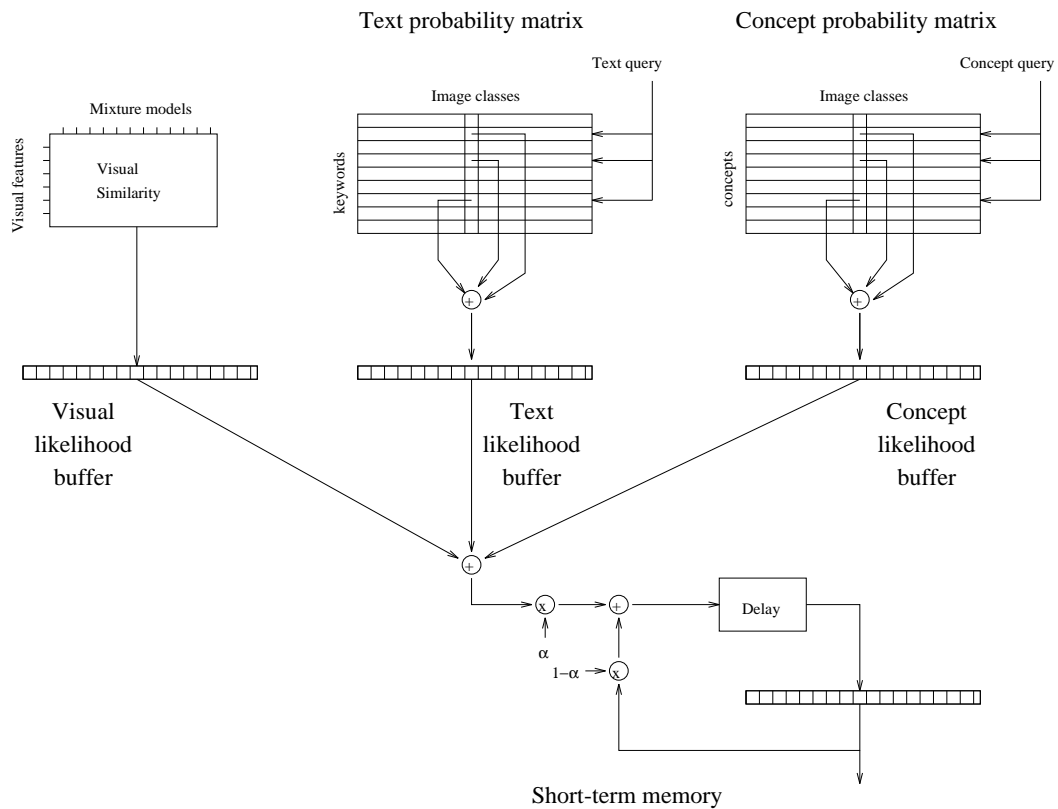 Text probability matrix
Concept probability matrix
Text query
Concept query
Mixture models
Image classes
Image classes
Visual features
Visual
Similarity
keywords
concepts
+
+
Visual
likelihood
buffer
Text
likelihood
buffer
Concept
likelihood
buffer
+
x
+
Delay
α
1−α
x
Short-term memory